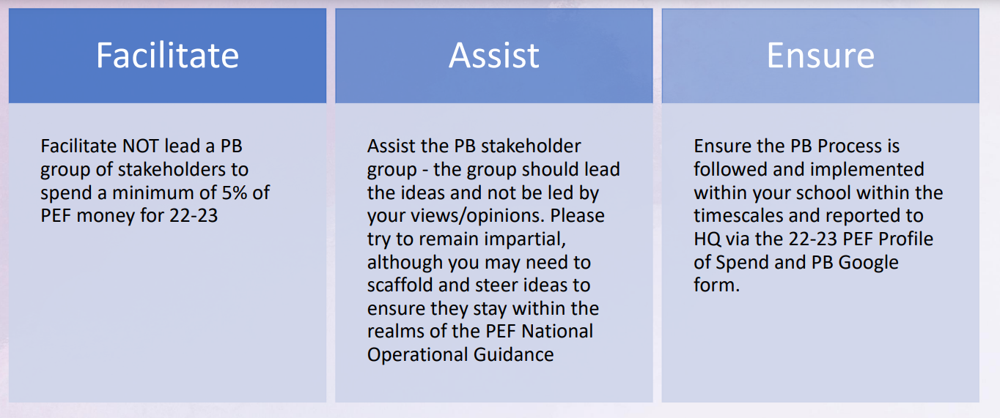 Facilitate
Facilitate NOT lead a PB
group of stakeholders to
spend a minimum of 5% of
PEF money for 22-23
Assist
Assist the PB stakeholder
group - the group should lead
the ideas and not be led by
your views/opinions. Please
try to remain impartial,
although you may need to
scaffold and steer ideas to
ensure they stay within the
realms of the PEF National
Operational Guidance
Ensure
Ensure the PB Process is
followed and implemented
within your school within the
timescales and reported to
HQ via the 22-23 PEF Profile
of Spend and PB Google
form.